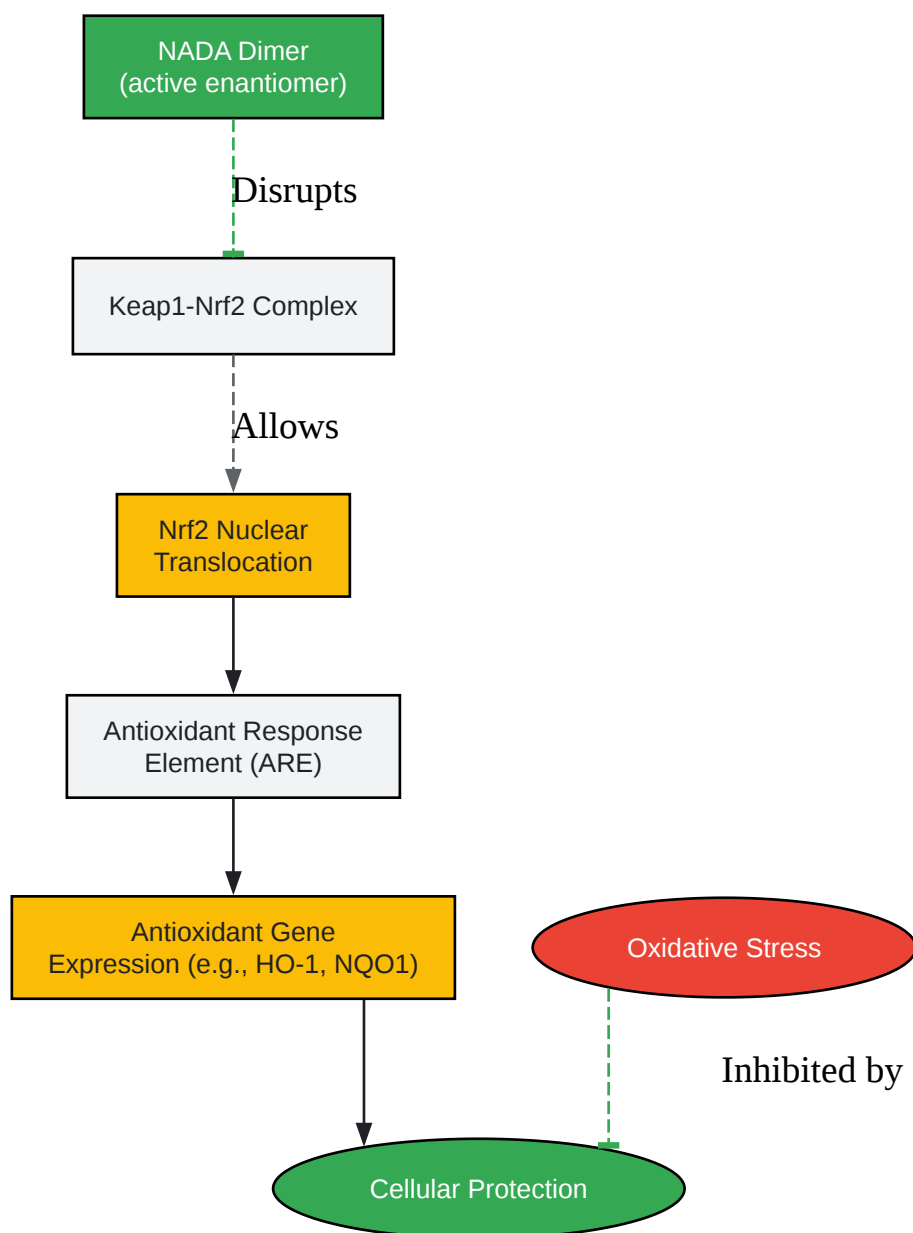 NADA Dimer
(active enantiomer)
Disrupts
Keap1-Nrf2 Complex
Allows
Nrf2 Nuclear
Translocation
Antioxidant Response
Element (ARE)
Antioxidant Gene
Expression (e.g., HO-1, NQO1)
Oxidative Stress
Inhibited by
Cellular Protection